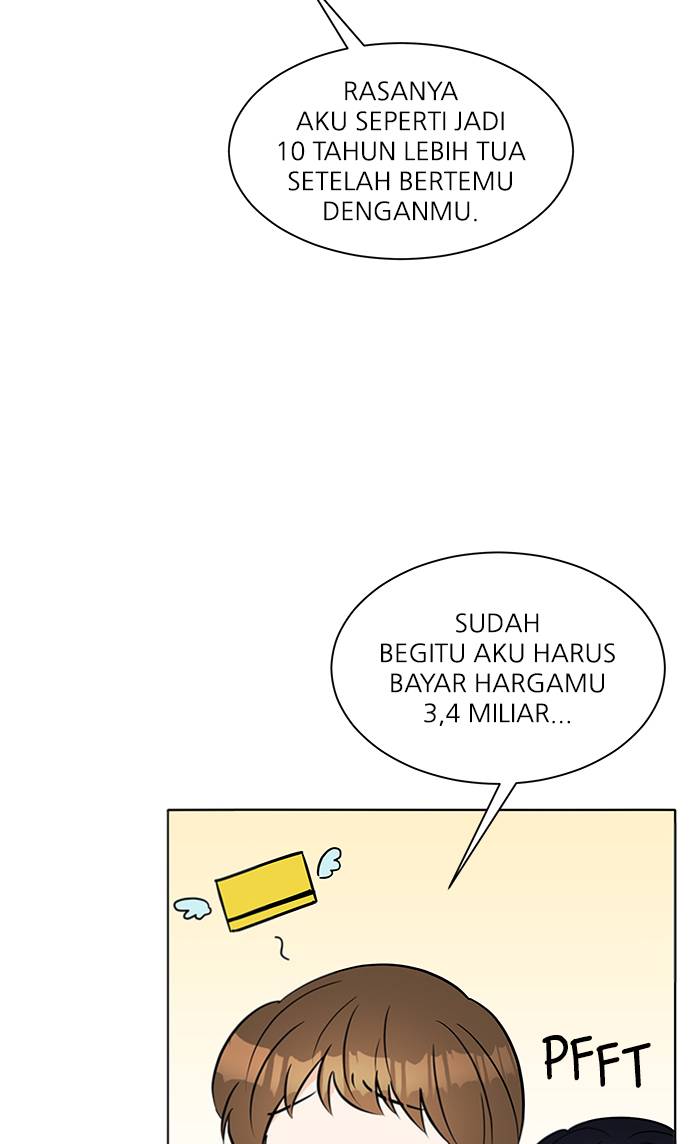 RASANYA
AKU SEPERTI JADI
10 TAHUN LEBIH TUA
SETELAH BERTEMU
DENGANMU.
SUDAH
BEGITU AKU HARUS
BAYAR HARGAMU
3,4 MILIAR...
PFFT